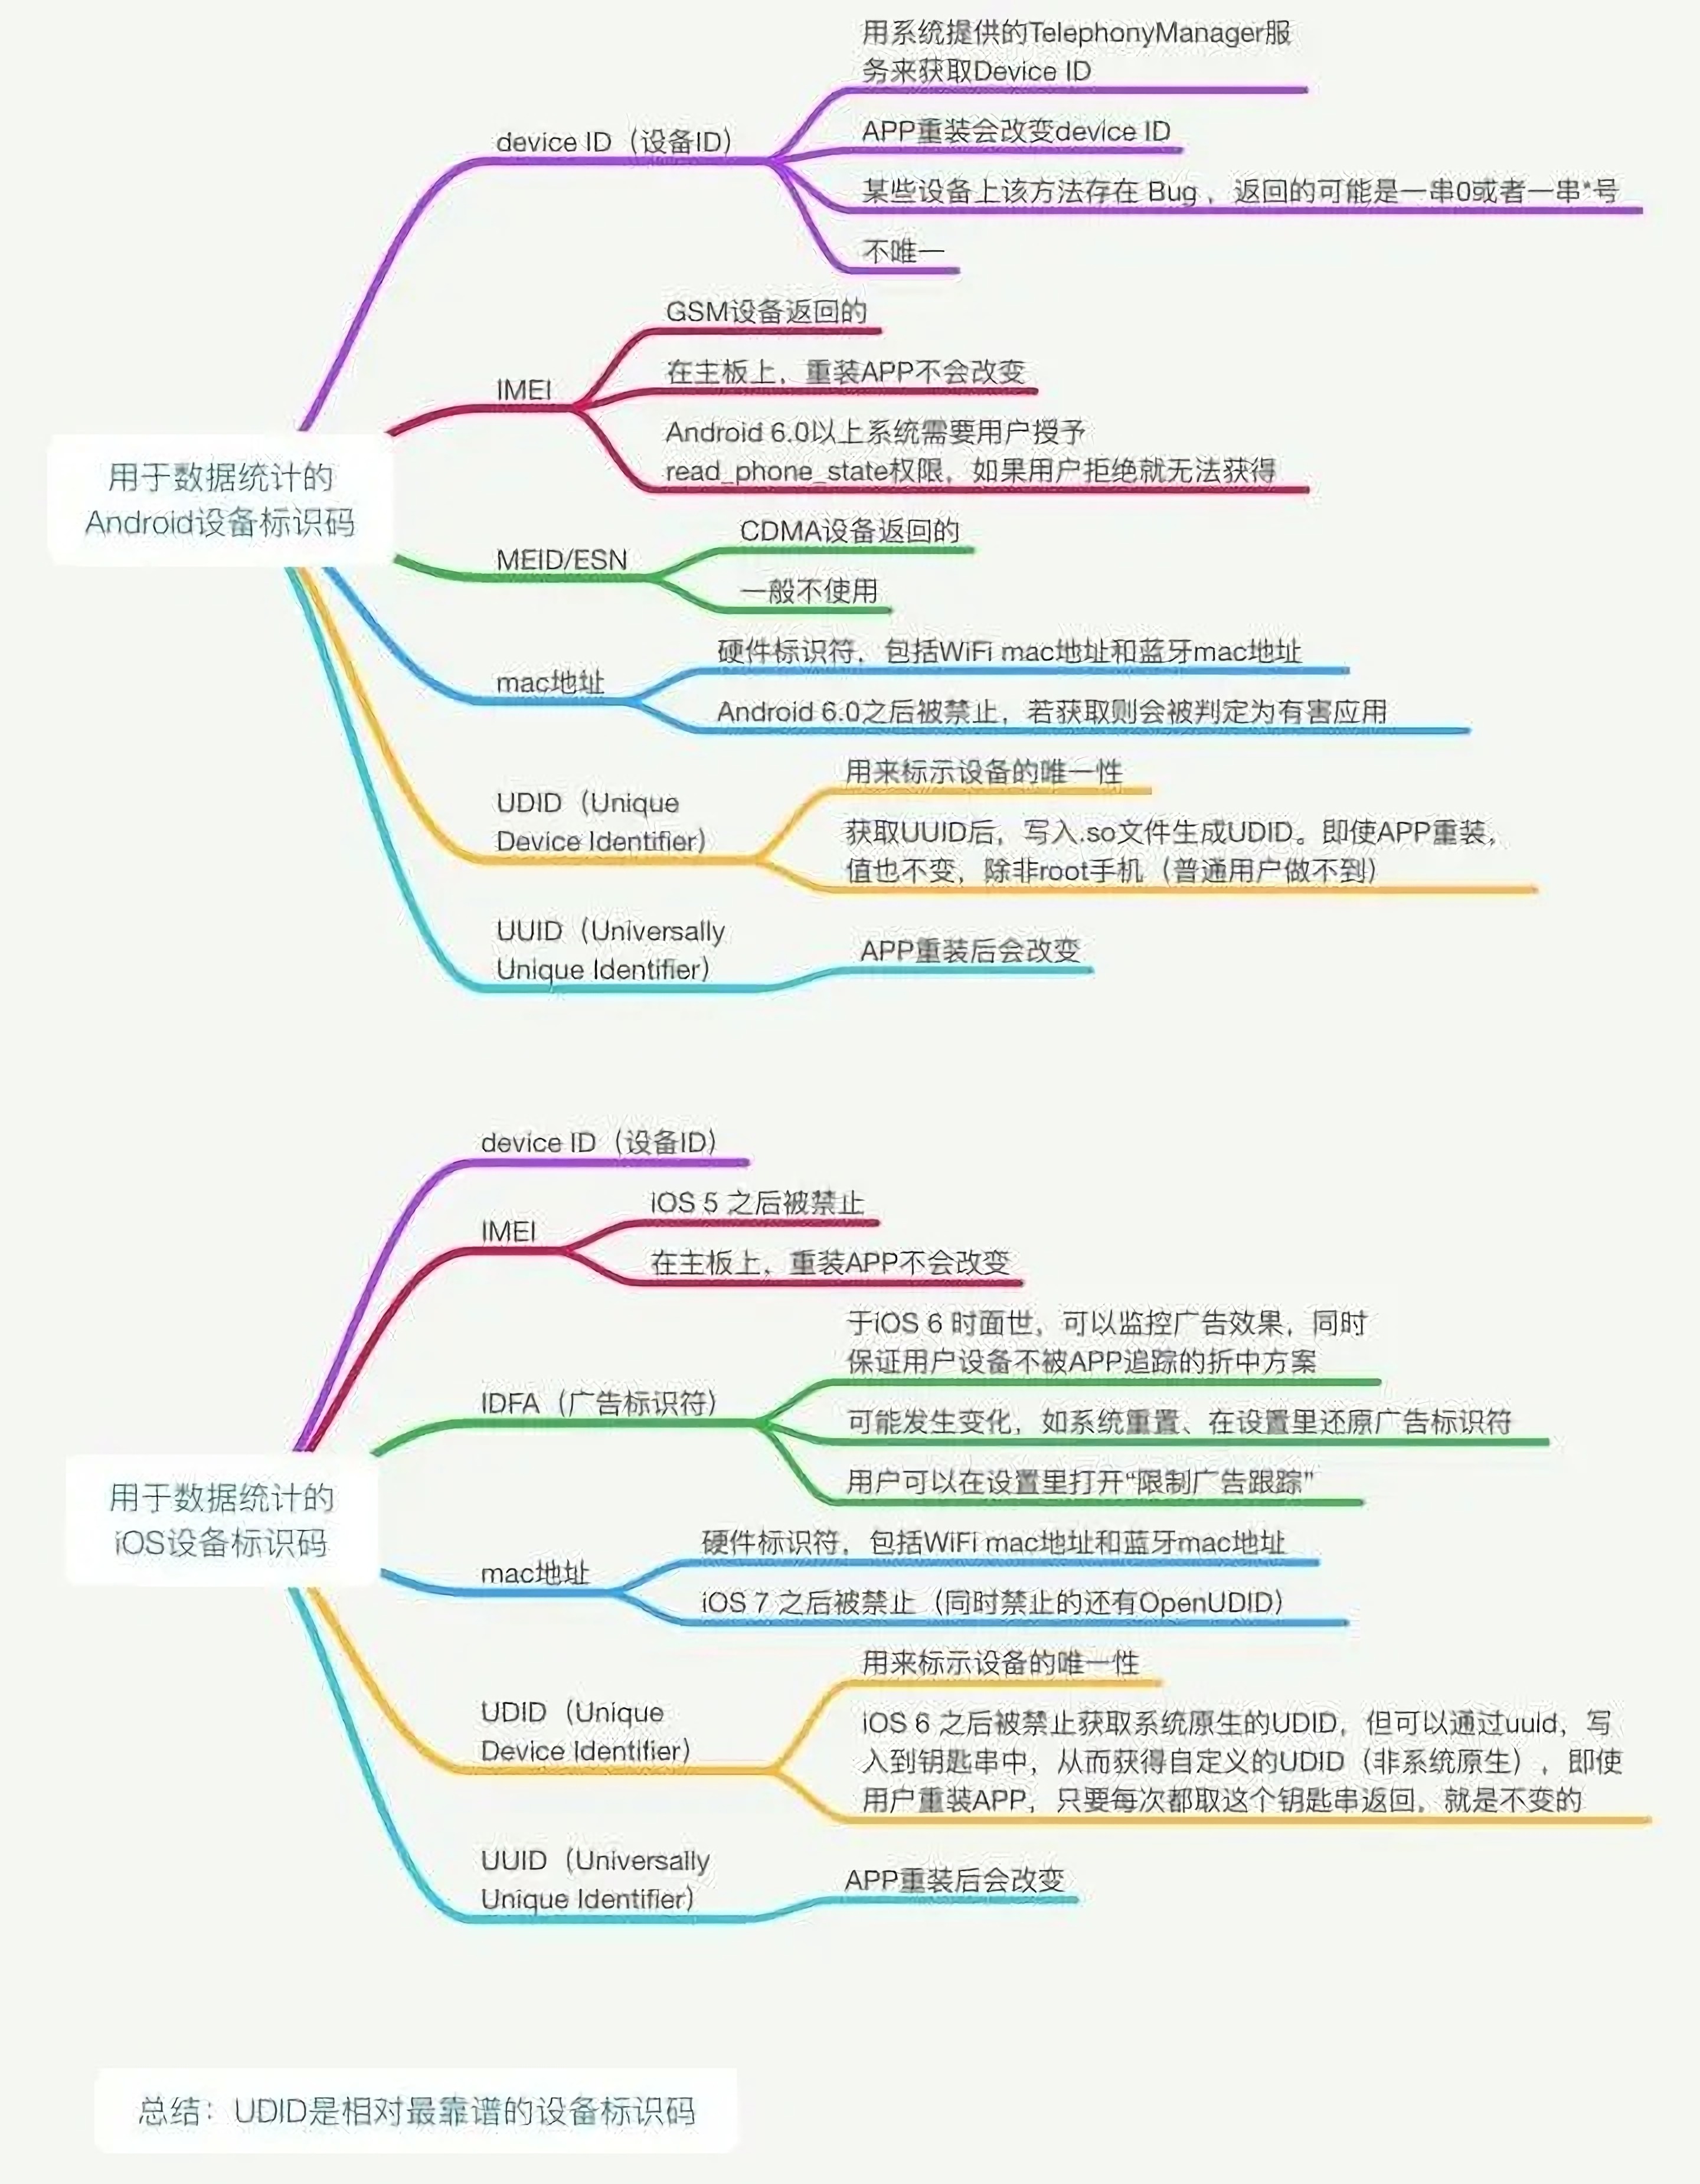 用系统提供的TelephonyManager服
务来获取Device ID
device ID（设备ID）
APP重装会改变device ID
某些设备上该方法存在 Bug ，返回的可能是一串0或者一串*号
不唯一
用于数据统计的
Android设备标识码
IMEI
GSM设备返回的
在主板上，重装APP不会改变
Android 6.0以上系统需要用户授予
read_phone_state权限，如果用户拒绝就无法获得
MEID/ESN
CDMA设备返回的
一般不使用
mac地址
硬件标识符，包括WiFi mac地址和蓝牙mac地址
Android 6.0之后被禁止，若获取则会被判定为有害应用
UDID（Unique
Device Identifier）
用来标示设备的唯一性
获取UUID后，写入.so文件生成UDID。即使APP重装，
值也不变，除非root手机（普通用户做不到）
UUID（Universally
Unique Identifier）
APP重装后会改变
用于数据统计的
iOS设备标识码
device ID（设备ID）
IMEI
iOS 5 之后被禁止
在主板上，重装APP不会改变
IDFA（广告标识符）
于iOS 6 时面世，可以监控广告效果，同时
保证用户设备不被APP追踪的折中方案
可能发生变化，如系统重置、在设置里还原广告标识符
用户可以在设置里打开“限制广告跟踪”
mac地址
硬件标识符，包括WiFi mac地址和蓝牙mac地址
iOS 7 之后被禁止（同时禁止的还有OpenUDID）
UDID（Unique
Device Identifier）
用来标示设备的唯一性
iOS 6 之后被禁止获取系统原生的UDID，但可以通过uuid，写
入到钥匙串中，从而获得自定义的UDID（非系统原生），即使
用户重装APP，只要每次都取这个钥匙串返回，就是不变的
UUID（Universally
Unique Identifier）
APP重装后会改变
总结：UDID是相对最靠谱的设备标识码